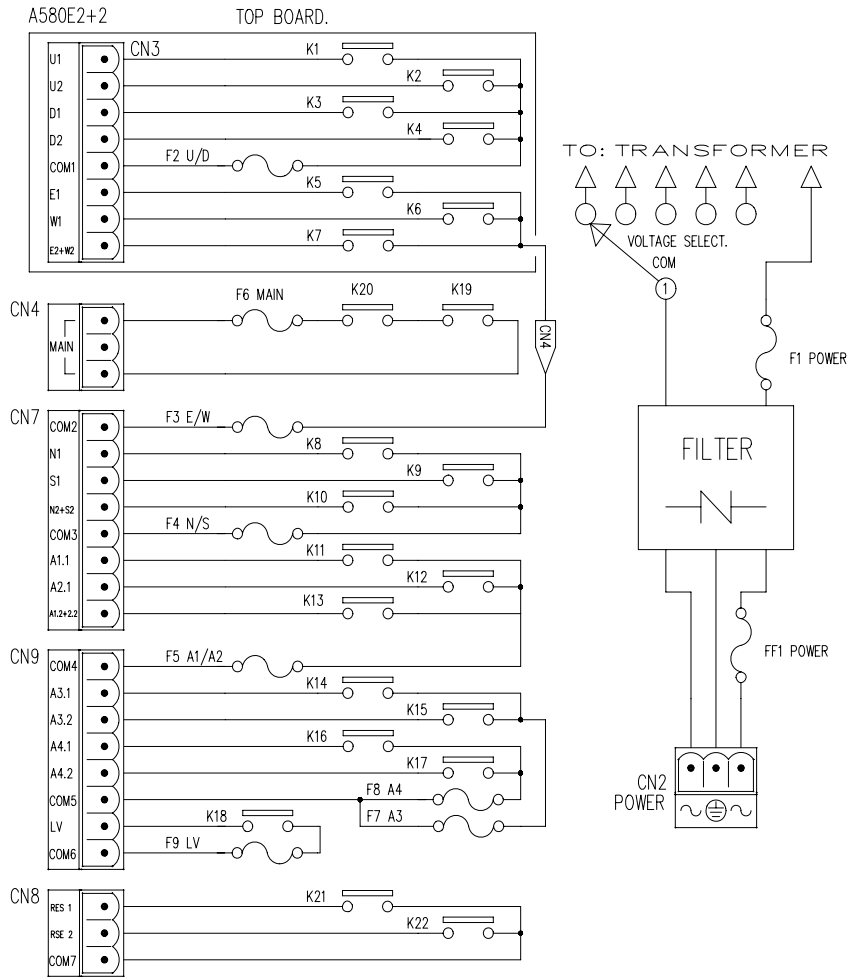 A580E2+2 TOP BOARD.
CN3
U1 K1
U2 K2
D1 K3
D2 K4
COM1 F2 U/D
E1 K5
W1 K6
E2+W2 K7
TO: TRANSFORMER
VOLTAGE SELECT.
COM
1
CN4
MAIN
F6 MAIN K20 K19
CN4
F1 POWER
FILTER
CN7
COM2 F3 E/W
N1 K8
S1 K9
N2+S2 K10
COM3 F4 N/S
A1.1 K11
A2.1 K12
A1.2+2.2 K13
FF1 POWER
CN9
COM4 F5 A1/A2
A3.1 K14
A3.2 K15
A4.1 K16
A4.2 K17
COM5 F8 A4
LV K18 F7 A3
COM6 F9 LV
CN2
POWER
CN8
RES 1 K21
RSE 2 K22
COM7